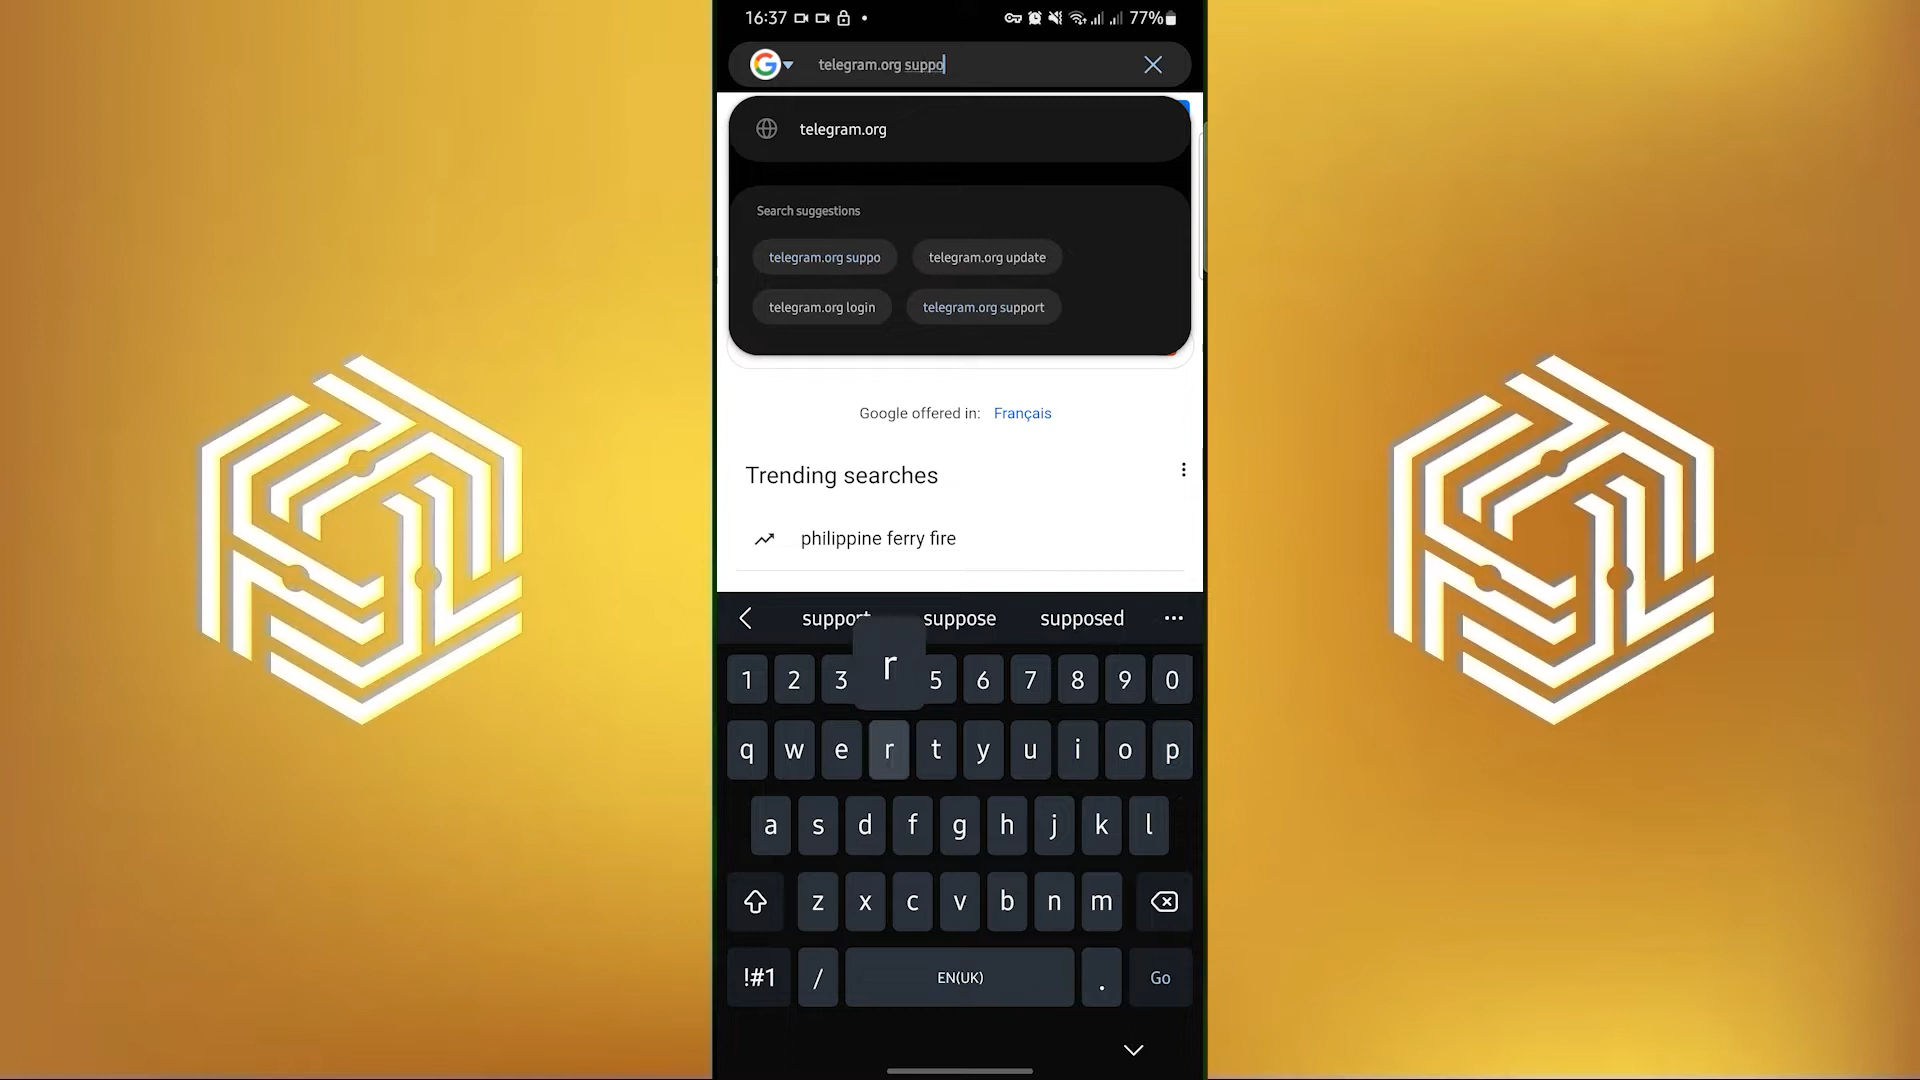 16:37 77%
telegram.org suppo
telegram.org
Search suggestions
telegram.org suppo telegram.org update
telegram.org login telegram.org support
Google offered in: Français
Trending searches
philippine ferry fire
support suppose supposed
r
1 2 3 5 6 7 8 9 0
q w e r t y u i o p
a s d f g h j k l
z x c v b n m
!#1 / EN(UK) . Go